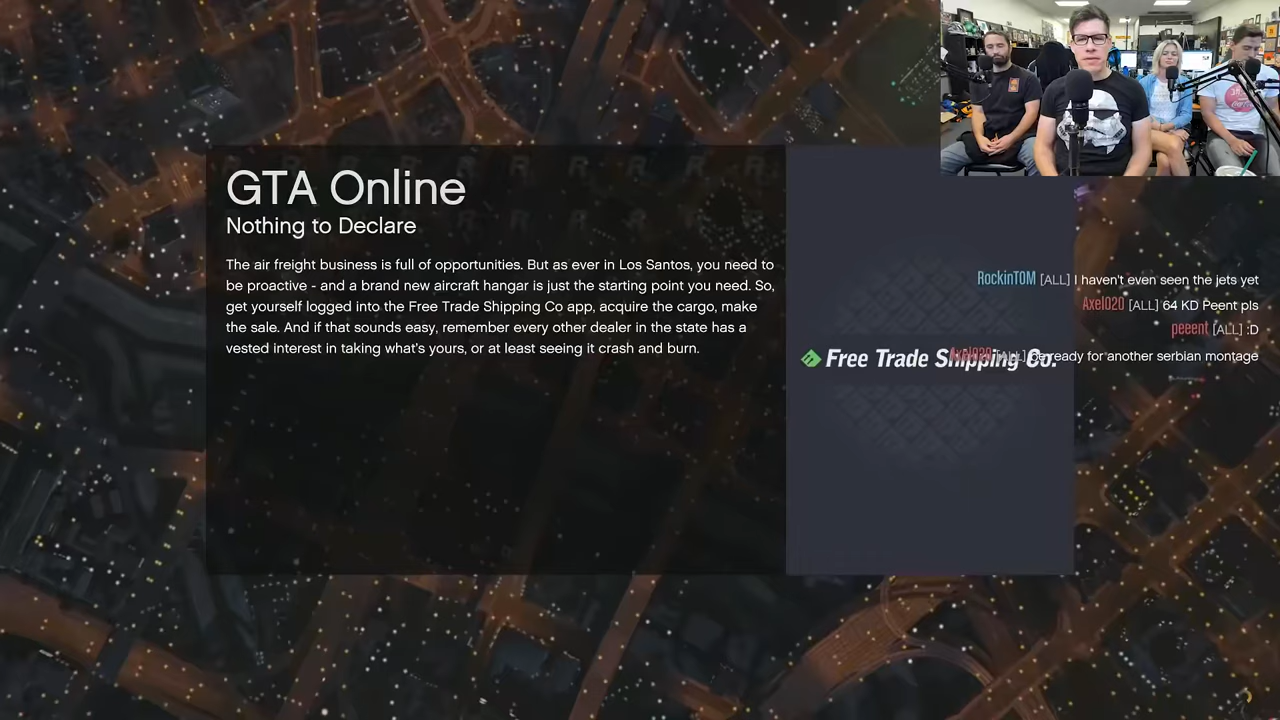 GTA Online
Nothing to Declare
The air freight business is full of opportunities. But as ever in Los Santos, you need to
be proactive - and a brand new aircraft hangar is just the starting point you need. So,
get yourself logged into the Free Trade Shipping Co app, acquire the cargo, make
the sale. And if that sounds easy, remember every other dealer in the state has a
vested interest in taking what's yours, or at least seeing it crash and burn.
Free Trade Shipping Co.
RockinTOM [ALL] I haven't even seen the jets yet
Axel020 [ALL] 64 KD Peent pls
peeent [ALL] :D
Axel020 [ALL] be ready for another serbian montage